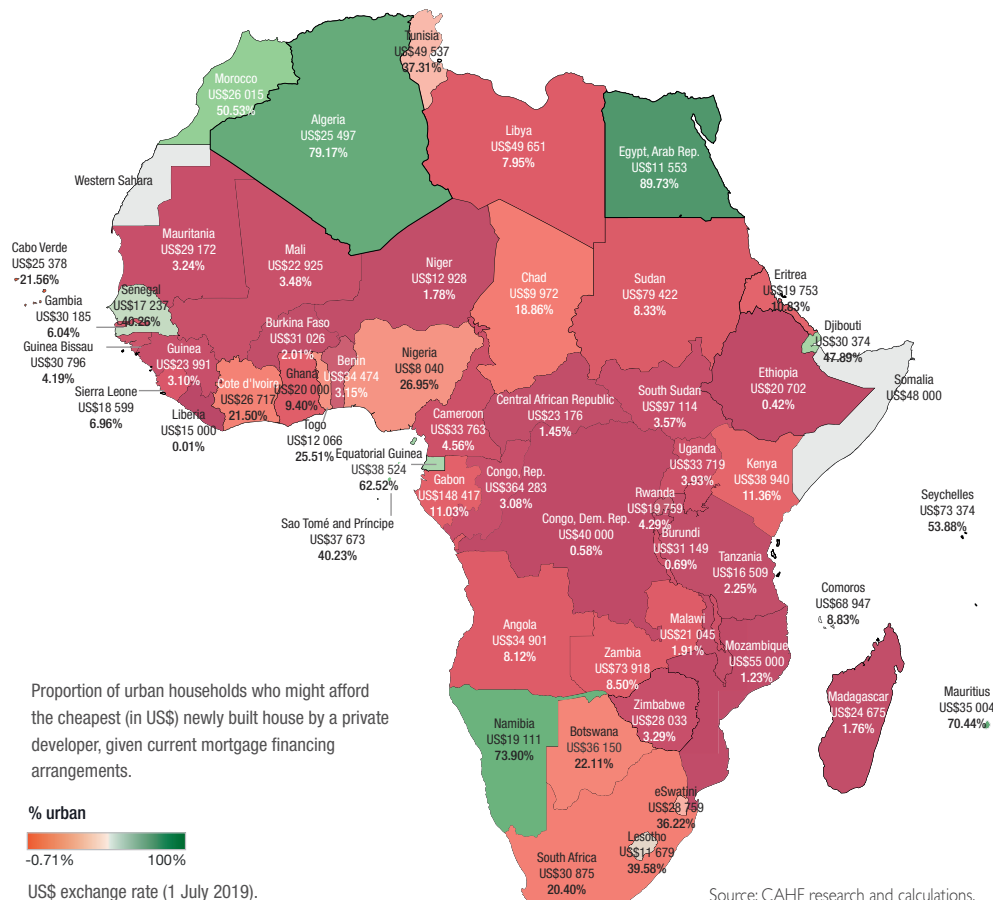 Tunisia
US$49 537
37.31%
Morocco
US$26 015
50.53%
Algeria
US$25 497
79.17%
Libya
US$49 651
7.95%
Egypt, Arab Rep.
US$11 553
89.73%
Western Sahara
Mauritania
US$29 172
3.24%
Mali
US$22 925
3.48%
Niger
US$12 928
1.78%
Chad
US$9 972
18.86%
Sudan
US$79 422
8.33%
Eritrea
US$19 753
10.83%
Cabo Verde
US$25 378
21.56%
Senegal
US$17 237
40.26%
Gambia
US$30 185
6.04%
Guinea Bissau
US$30 796
4.19%
Guinea
US$23 991
3.10%
Sierra Leone
US$18 599
6.96%
Liberia
US$15 000
0.01%
Cote d'Ivoire
US$26 717
21.50%
Burkina Faso
US$31 026
2.01%
Ghana
US$20 000
9.40%
Benin
US$34 474
3.15%
Togo
US$12 066
25.51%
Nigeria
US$8 040
26.95%
Djibouti
US$30 374
47.89%
Ethiopia
US$20 702
0.42%
Somalia
US$48 000
Cameroon
US$33 763
4.56%
Central African Republic
US$23 176
1.45%
South Sudan
US$97 114
3.57%
Equatorial Guinea
US$38 524
62.52%
Gabon
US$148 417
11.03%
Congo, Rep.
US$364 283
3.08%
Uganda
US$33 719
3.93%
Kenya
US$38 940
11.36%
Rwanda
US$19 759
4.29%
Congo, Dem. Rep.
US$40 000
0.58%
Burundi
US$31 149
0.69%
Sao Tomé and Príncipe
US$37 673
40.23%
Seychelles
US$73 374
53.88%
Tanzania
US$16 509
2.25%
Comoros
US$68 947
8.83%
Angola
US$34 901
8.12%
Malawi
US$21 045
1.91%
Zambia
US$73 918
8.50%
Mozambique
US$55 000
1.23%
Madagascar
US$24 675
1.76%
Mauritius
US$35 004
70.44%
Zimbabwe
US$28 033
3.29%
Namibia
US$19 111
73.90%
Botswana
US$36 150
22.11%
eSwatini
US$28 759
36.22%
Lesotho
US$11 679
39.58%
South Africa
US$30 875
20.40%
Proportion of urban households who might afford
the cheapest (in US$) newly built house by a private
developer, given current mortgage financing
arrangements.
% urban
-0.71% 100%
US$ exchange rate (1 July 2019).
Source: CAHF research and calculations.